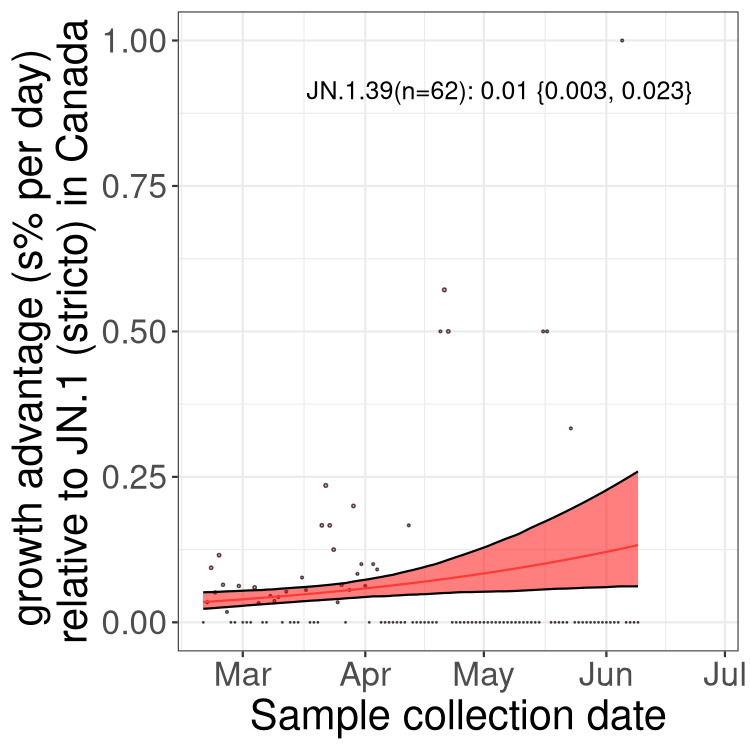 growth advantage (s% per day)
relative to JN.1 (stricto) in Canada
1.00
0.75
0.50
0.25
0.00
JN.1.39(n=62): 0.01 {0.003, 0.023}
Mar Apr May Jun Jul
Sample collection date